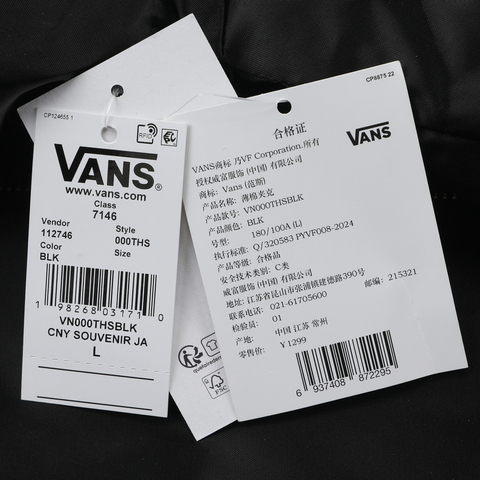 CP124655 1
RFID
VANS®
www.vans.com
Class
7146
Vendor Style
112746 000THS
Color Size
BLK
1 98268 03171 0
VN000THSBLK
CNY SOUVENIR JA
L
FSC
CP8875 22
合格证
VANS
VANS商标 乃VF Corporation.所有
授权威富服饰 (中国) 有限公司
商标: Vans (范斯)
产品名称: 薄棉夹克
产品款号: VN000THSBLK
产品颜色: BLK
号型: 180/100A (L)
执行标准: Q/320583 PYVF008-2024
产品等级: 合格品
安全技术类别: C类
威富服饰 (中国) 有限公司
地址: 江苏省昆山市张浦镇建德路390号 邮编: 215321
联系电话: 021-61705600
检验员: 01
产地: 中国 江苏 常州
零售价: ¥1299
6 937408 872295